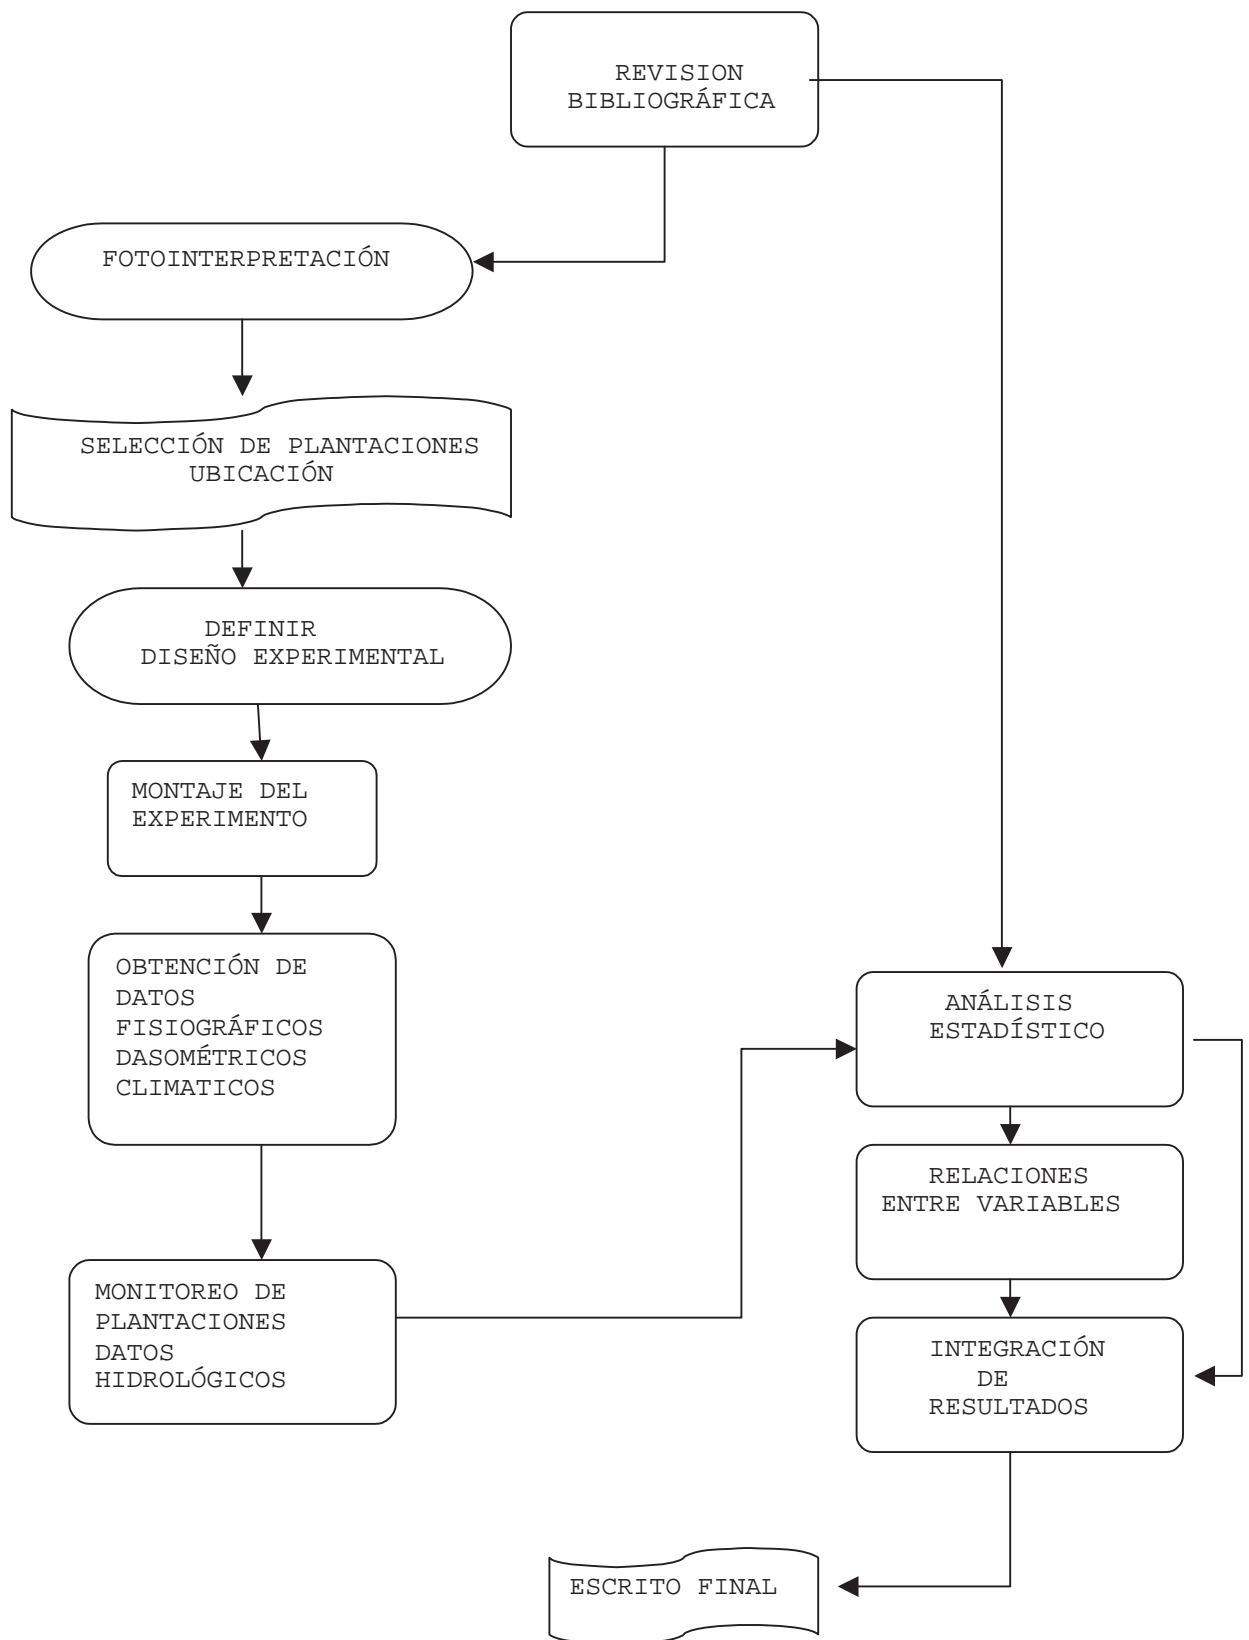 REVISION
BIBLIOGRÁFICA
FOTOINTERPRETACIÓN
SELECCIÓN DE PLANTACIONES
UBICACIÓN
DEFINIR
DISEÑO EXPERIMENTAL
MONTAJE DEL
EXPERIMENTO
OBTENCIÓN DE
DATOS
FISIOGRÁFICOS
DASOMÉTRICOS
CLIMATICOS
MONITOREO DE
PLANTACIONES
DATOS
HIDROLÓGICOS
ANÁLISIS
ESTADÍSTICO
RELACIONES
ENTRE VARIABLES
INTEGRACIÓN
DE
RESULTADOS
ESCRITO FINAL